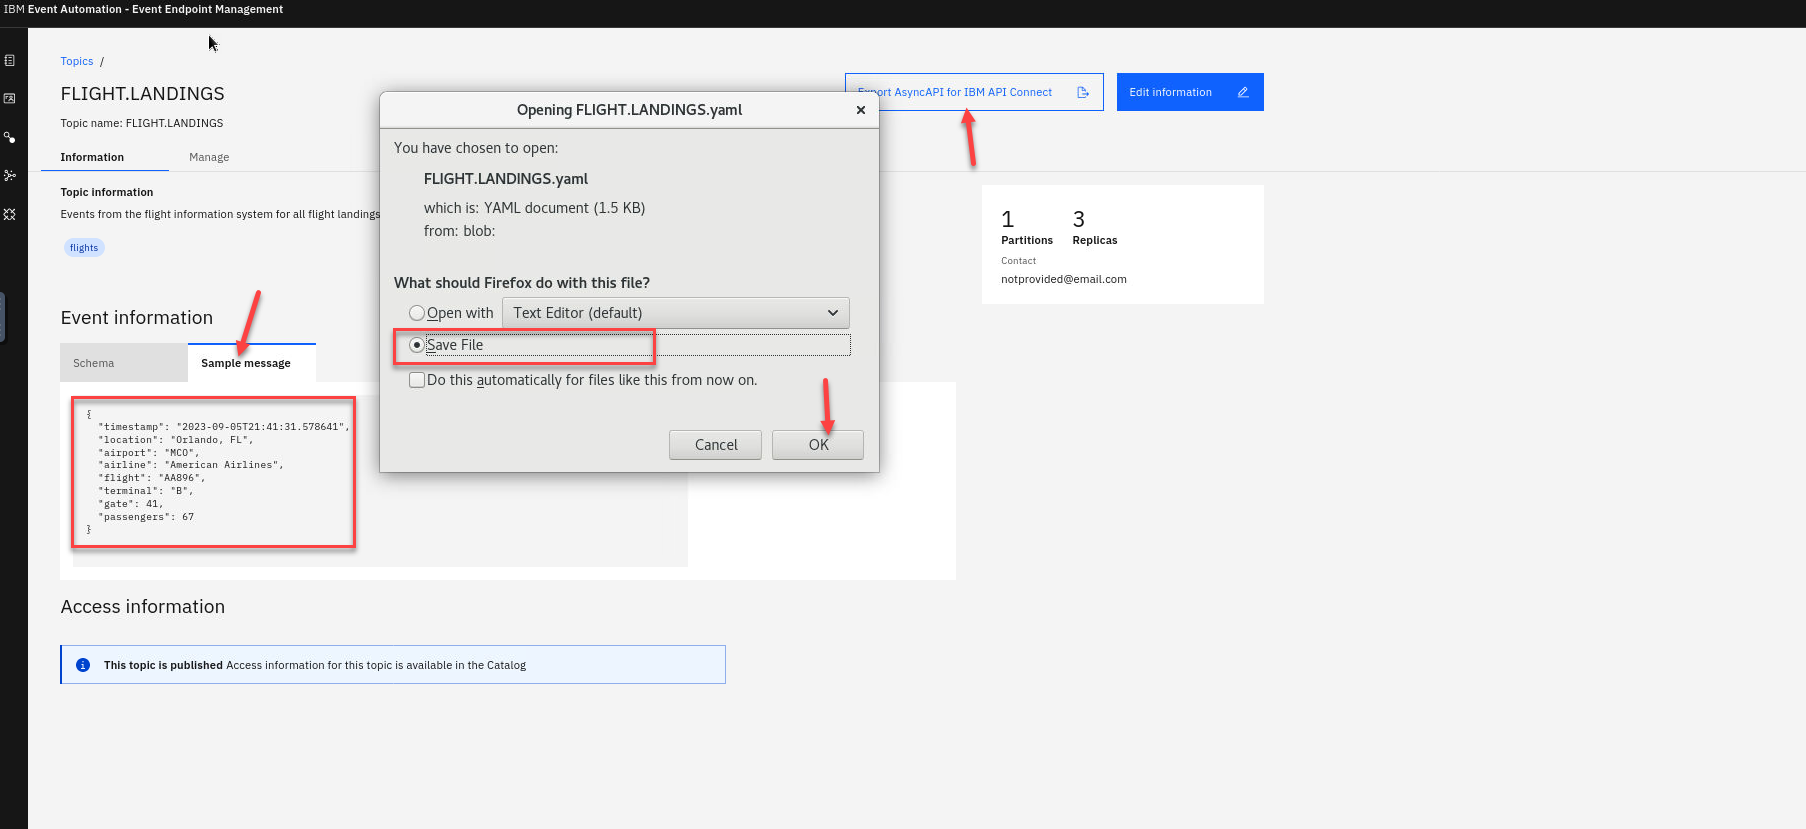 IBM Event Automation - Event Endpoint Management
Topics /
FLIGHT.LANDINGS
Topic name: FLIGHT.LANDINGS
Export AsyncAPI for IBM API Connect
Edit information
Information
Manage
Topic information
Events from the flight information system for all flight landings
flights
1
3
Partitions
Replicas
Contact
notprovided@email.com
Opening FLIGHT.LANDINGS.yaml
You have chosen to open:
FLIGHT.LANDINGS.yaml
which is: YAML document (1.5 KB)
from: blob:
What should Firefox do with this file?
Open with
Text Editor (default)
Save File
Do this automatically for files like this from now on.
Cancel
OK
Event information
Schema
Sample message
{
"timestamp": "2023-09-05T21:41:31.578641",
"location": "Orlando, FL",
"airport": "MCO",
"airline": "American Airlines",
"flight": "AA896",
"terminal": "B",
"gate": 41,
"passengers": 67
}
Access information
This topic is published Access information for this topic is available in the Catalog